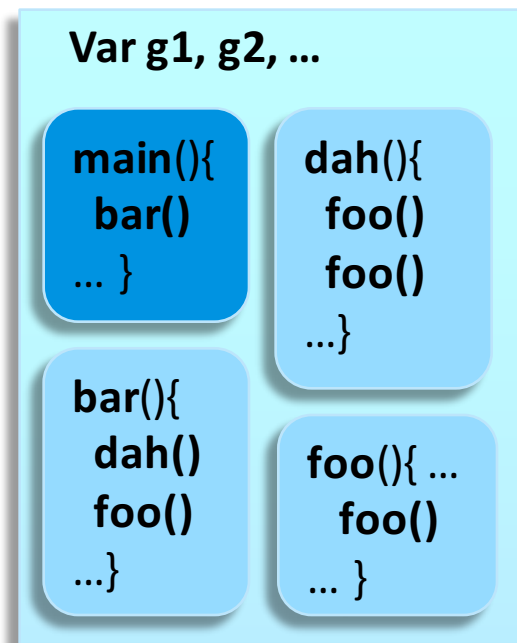 Var g1, g2, …
main(){
bar()
... }
dah(){
foo()
foo()
...}
bar(){
dah()
foo()
...}
foo(){ ...
foo()
... }